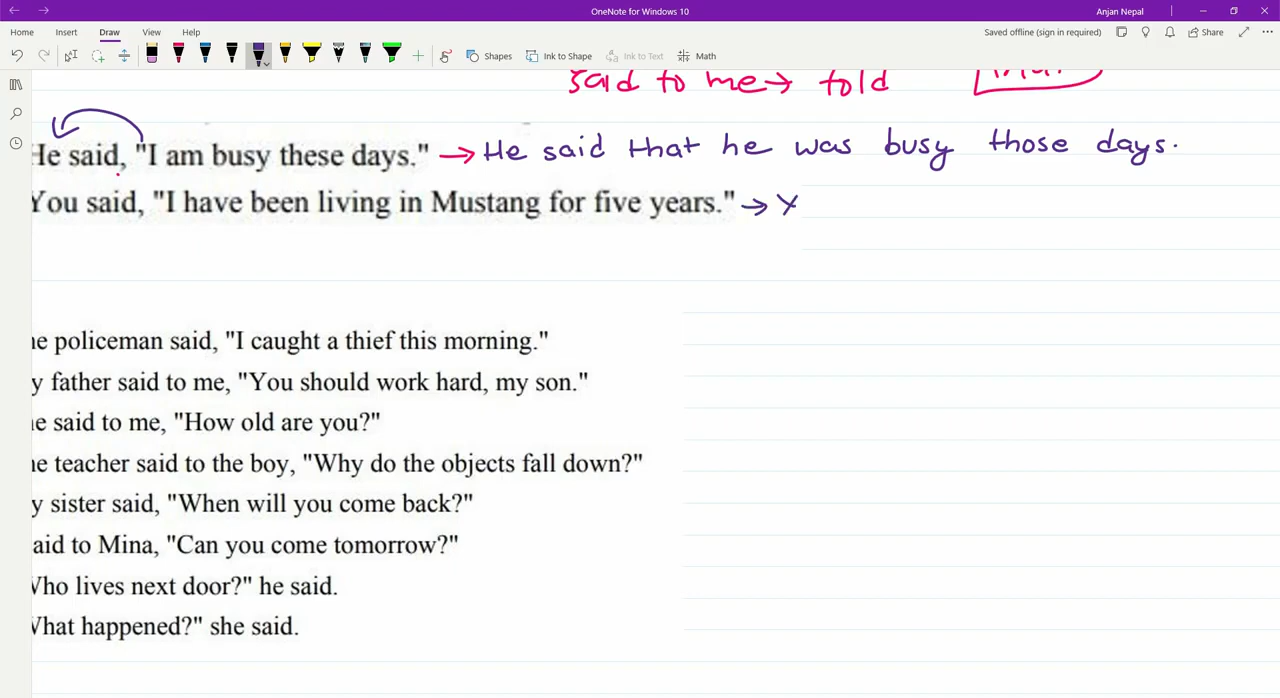 OneNote for Windows 10
Anjan Nepal
Home Insert Draw View Help
Saved offline (sign in required)
Share
Shapes
Ink to Shape
Ink to Text
Math
said to me → told
He said, "I am busy these days." → He said that he was busy those days.
You said, "I have been living in Mustang for five years." → Y
he policeman said, "I caught a thief this morning."
y father said to me, "You should work hard, my son."
he said to me, "How old are you?"
he teacher said to the boy, "Why do the objects fall down?"
y sister said, "When will you come back?"
said to Mina, "Can you come tomorrow?"
Who lives next door?" he said.
What happened?" she said.